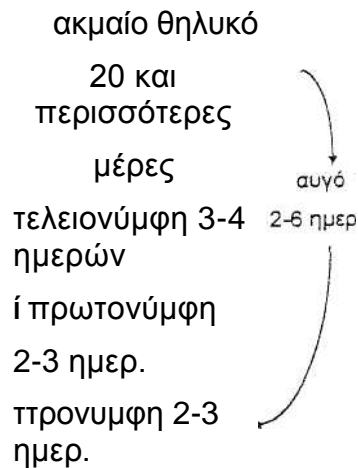 ακμαίο θηλυκό
20 και
περισσότερες
μέρες
αυγό
τελειονύμφη 3-4
2-6 ημερ
ημερών
ί πρωτονύμφη
2-3 ημερ.
ττρονυμφη 2-3
ημερ.